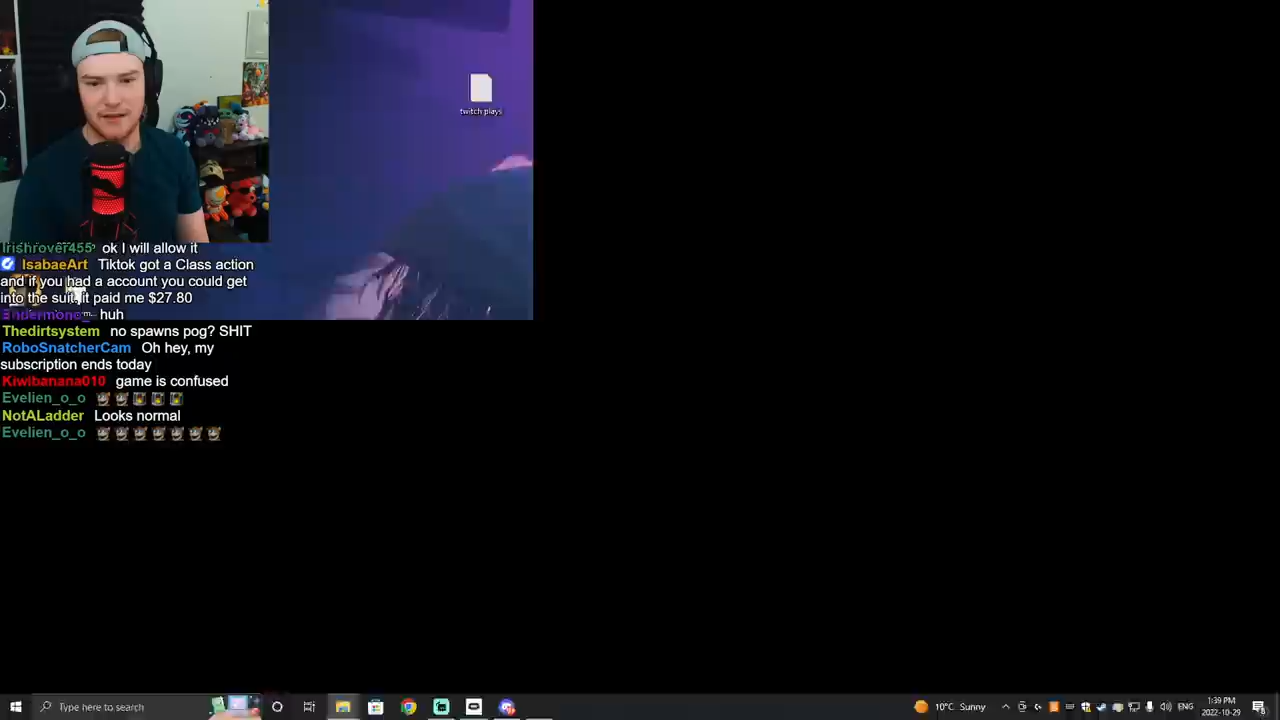 twitch plays
Irishrover455 ok I will allow it
IsabaeArt Tiktok got a Class action
and if you had a account you could get
into the suit, it paid me $27.80
huh
Thedirtsystem no spawns pog? SHIT
RoboSnatcherCam Oh hey, my
subscription ends today
Kiwibanana010 game is confused
Evelien_o_o
NotALadder Looks normal
Evelien_o_o
Type here to search
10°C Sunny
ENG
1:39 PM
2022-10-29